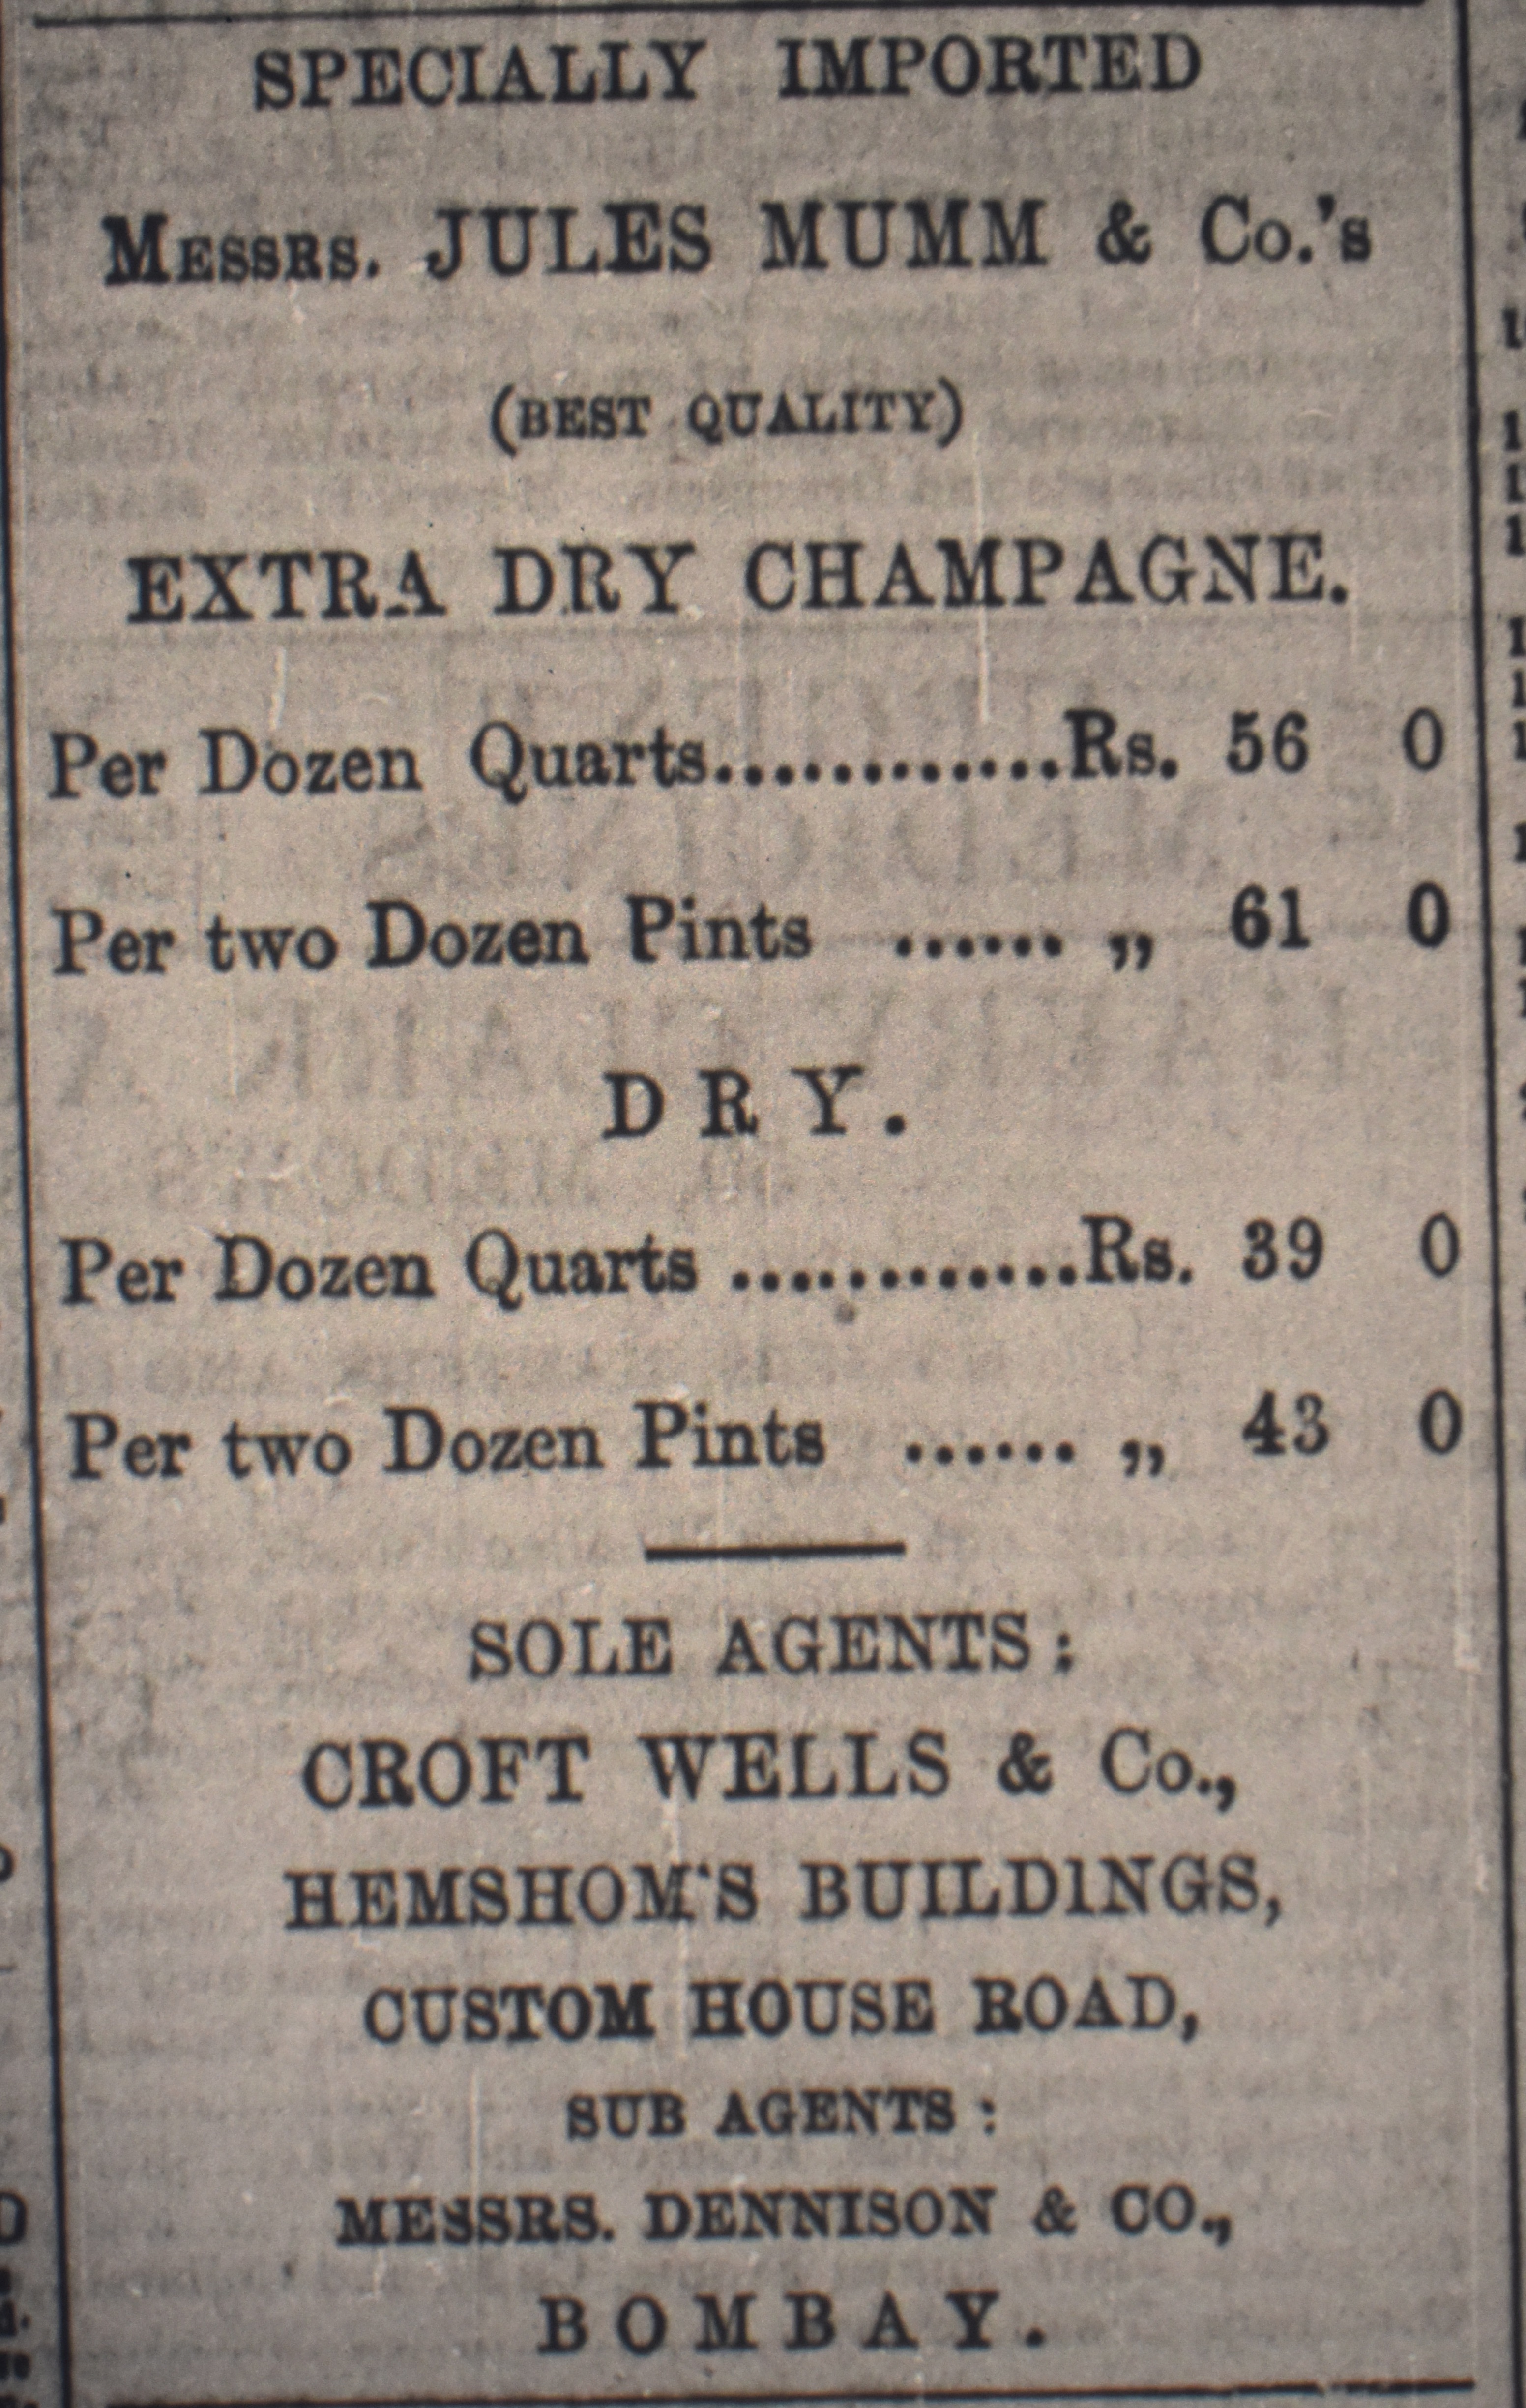 SPECIALLY IMPORTED
MESSRS. JULES MUMM & Co.'s
(BEST QUALITY)
EXTRA DRY CHAMPAGNE.
Per Dozen Quarts............Rs. 56 0
Per two Dozen Pints ...... ,, 61 0
DRY.
Per Dozen Quarts ............Rs. 39 0
Per two Dozen Pints ...... ,, 43 0
SOLE AGENTS:
CROFT WELLS & Co.,
HEMSHOM'S BUILDINGS,
CUSTOM HOUSE ROAD,
SUB AGENTS:
MESSRS. DENNISON & CO.,
BOMBAY.